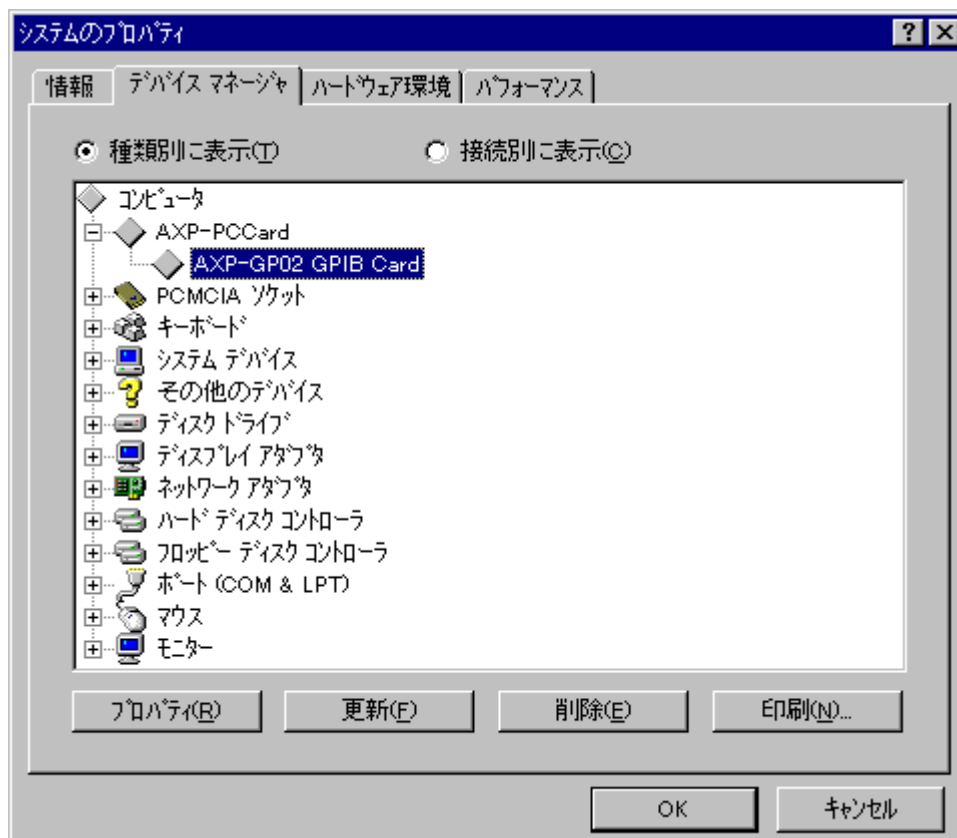 システムのプロパティ
情報 デバイス マネージャ ハードウェア環境 パフォーマンス
種類別に表示(T) 接続別に表示(C)
コンピュータ
AXP-PCCard
AXP-GP02 GPIB Card
PCMCIA ソケット
キーボード
システム デバイス
その他のデバイス
ディスク ドライブ
ディスプレイ アダプタ
ネットワーク アダプタ
ハード ディスク コントローラ
フロッピー ディスク コントローラ
ポート (COM & LPT)
マウス
モニター
プロパティ(R) 更新(F) 削除(E) 印刷(N)...
OK キャンセル